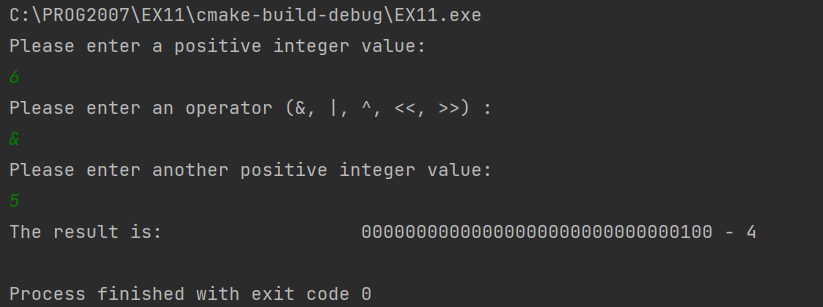 C:\PROG2007\EX11\cmake-build-debug\EX11.exe
Please enter a positive integer value:
6
Please enter an operator (&, |, ^, <<, >>) :
&
Please enter another positive integer value:
5
The result is:                  00000000000000000000000000000100 - 4
Process finished with exit code 0